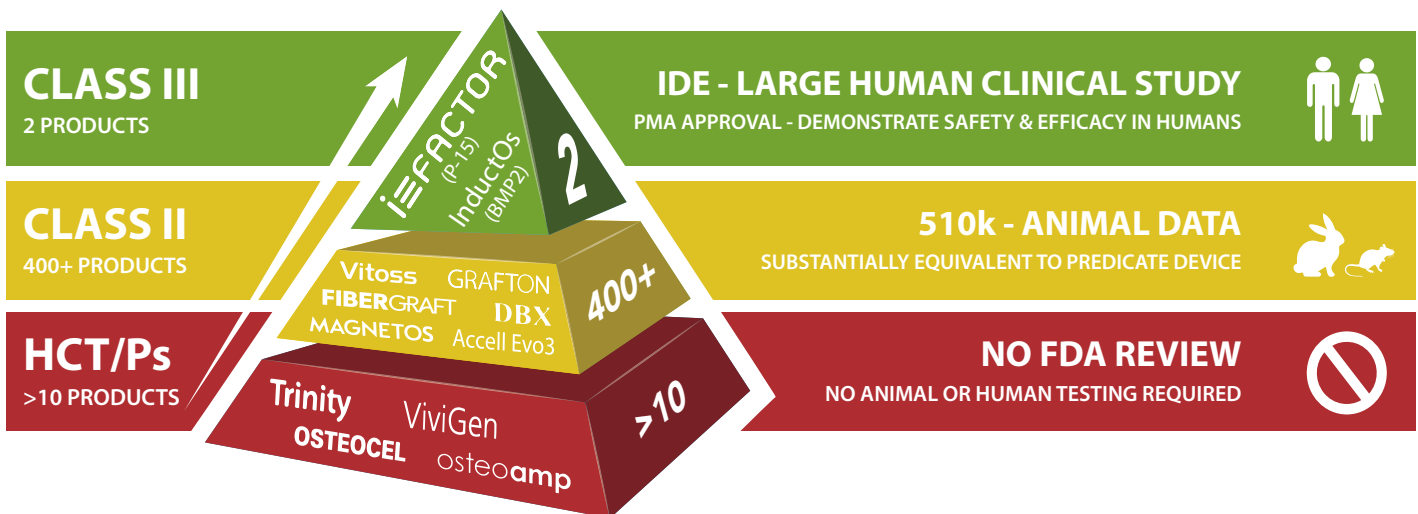 CLASS III
2 PRODUCTS
iFACTOR
(P-15)
InductOs
(BMP2)
2
IDE - LARGE HUMAN CLINICAL STUDY
PMA APPROVAL - DEMONSTRATE SAFETY & EFFICACY IN HUMANS
CLASS II
400+ PRODUCTS
Vitoss GRAFTON
FIBERGRAFT DBX
MAGNETOS Accell Evo3
400+
510k - ANIMAL DATA
SUBSTANTIALLY EQUIVALENT TO PREDICATE DEVICE
HCT/Ps
>10 PRODUCTS
Trinity ViviGen
OSTEOCEL osteoamp
>10
NO FDA REVIEW
NO ANIMAL OR HUMAN TESTING REQUIRED